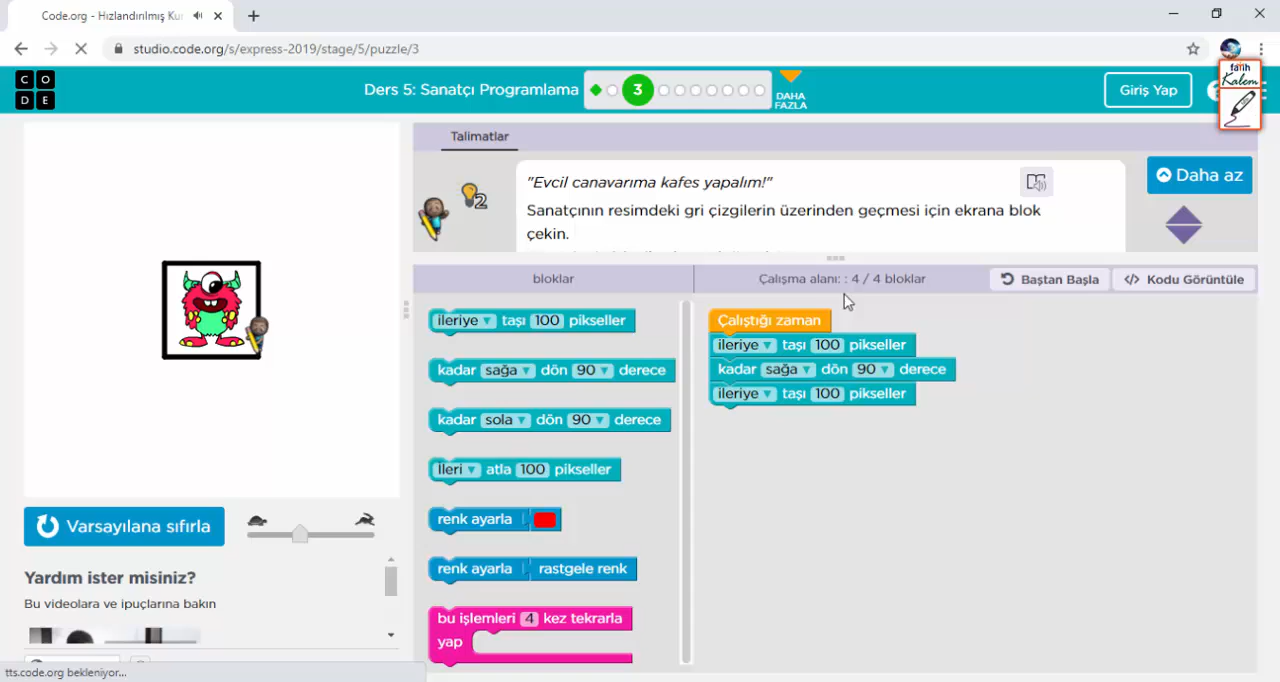 Code.org - Hızlandırılmış Ku
studio.code.org/s/express-2019/stage/5/puzzle/3
C O
D E
Ders 5: Sanatçı Programlama
3
DAHA
FAZLA
Giriş Yap
fatih
Kalem
Talimatlar
2
"Evcil canavarıma kafes yapalım!"
Sanatçının resimdeki gri çizgilerin üzerinden geçmesi için ekrana blok
çekin.
Daha az
bloklar
Çalışma alanı: : 4 / 4 bloklar
Baştan Başla
</> Kodu Görüntüle
ileriye taşı 100 pikseller
kadar sağa dön 90 derece
kadar sola dön 90 derece
İleri atla 100 pikseller
renk ayarla
renk ayarla rastgele renk
bu işlemleri 4 kez tekrarla
yap
Çalıştığı zaman
ileriye taşı 100 pikseller
kadar sağa dön 90 derece
ileriye taşı 100 pikseller
Varsayılana sıfırla
Yardım ister misiniz?
Bu videolara ve ipuçlarına bakın
tts.code.org bekleniyor...